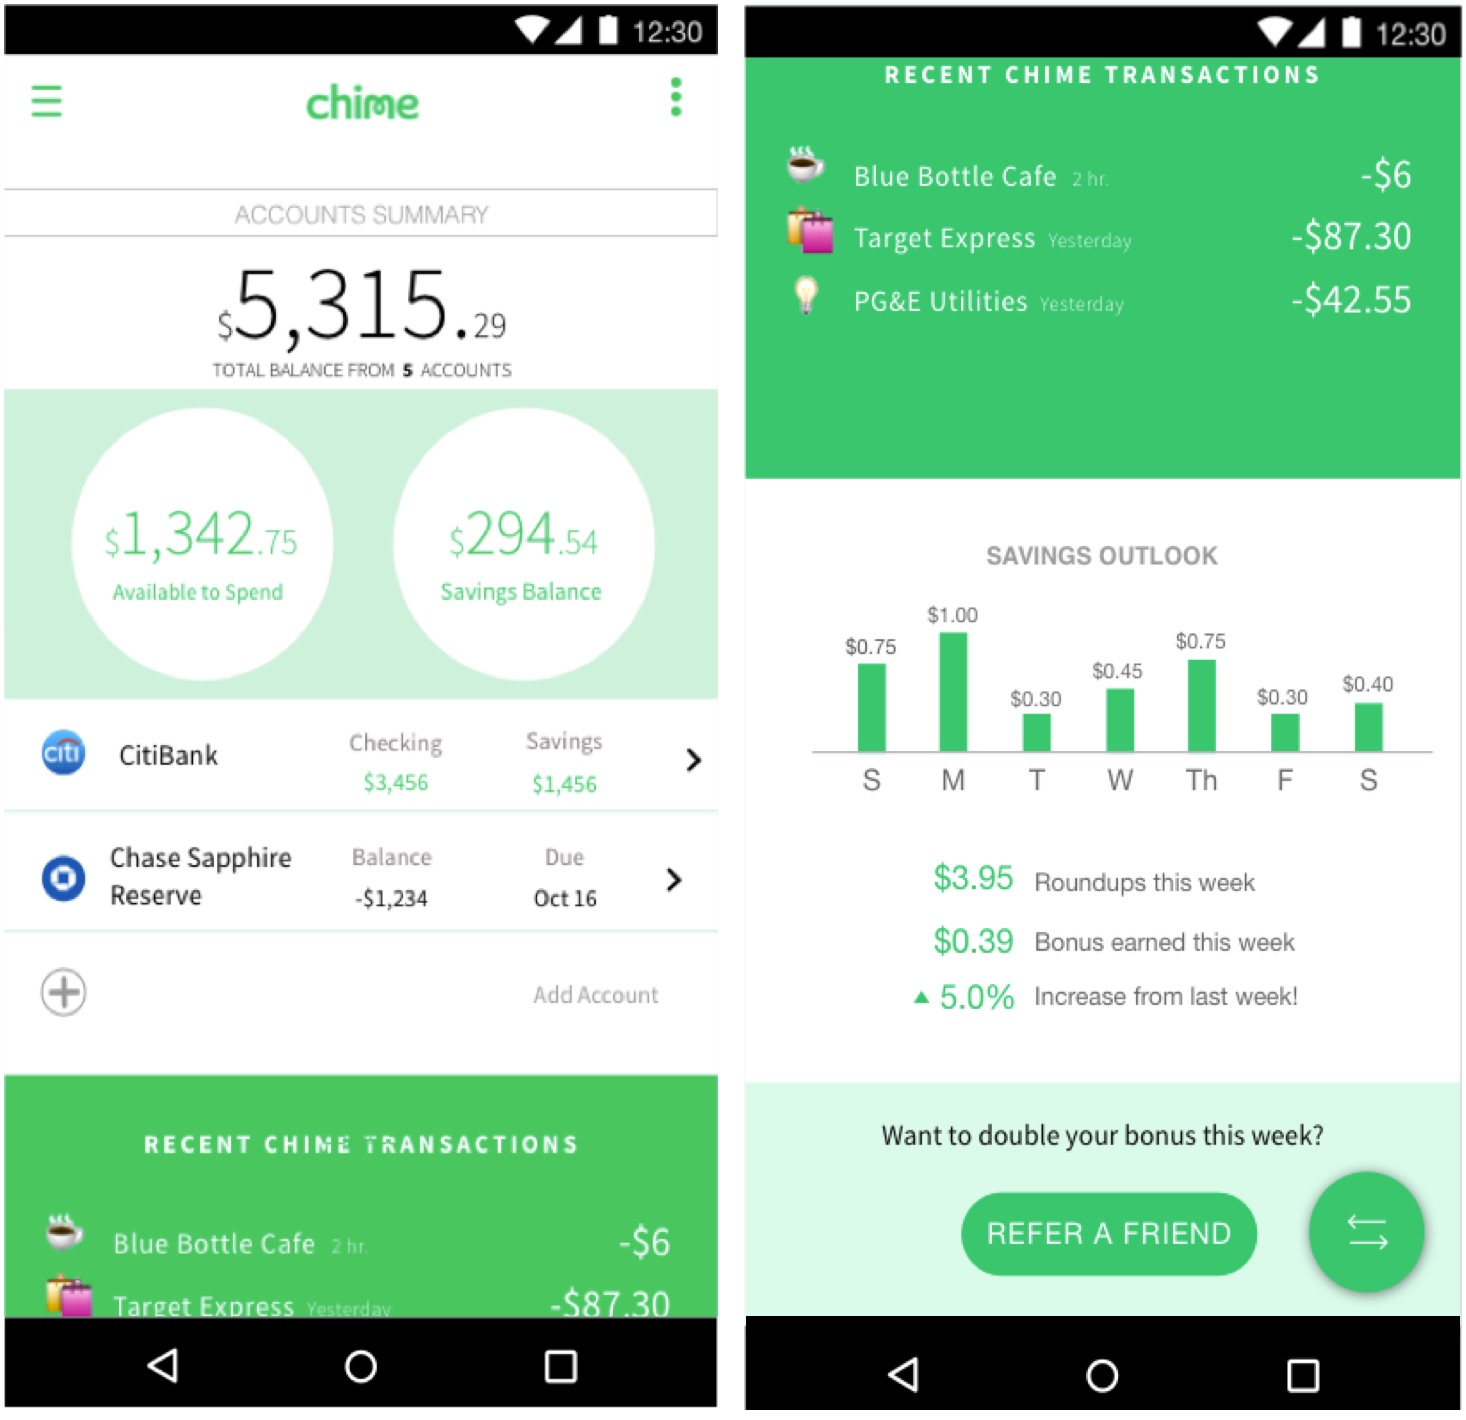 12:30
chime
ACCOUNTS SUMMARY
$5,315.29
TOTAL BALANCE FROM 5 ACCOUNTS
$1,342.75
Available to Spend
$294.54
Savings Balance
citi
CitiBank
Checking
$3,456
Savings
$1,456
Chase Sapphire
Reserve
Balance
-$1,234
Due
Oct 16
Add Account
RECENT CHIME TRANSACTIONS
Blue Bottle Cafe 2 hr. -$6
Target Express Yesterday -$87.30
12:30
RECENT CHIME TRANSACTIONS
Blue Bottle Cafe 2 hr. -$6
Target Express Yesterday -$87.30
PG&E Utilities Yesterday -$42.55
SAVINGS OUTLOOK
$0.75 $1.00 $0.30 $0.45 $0.75 $0.30 $0.40
S M T W Th F S
$3.95 Roundups this week
$0.39 Bonus earned this week
5.0% Increase from last week!
Want to double your bonus this week?
REFER A FRIEND